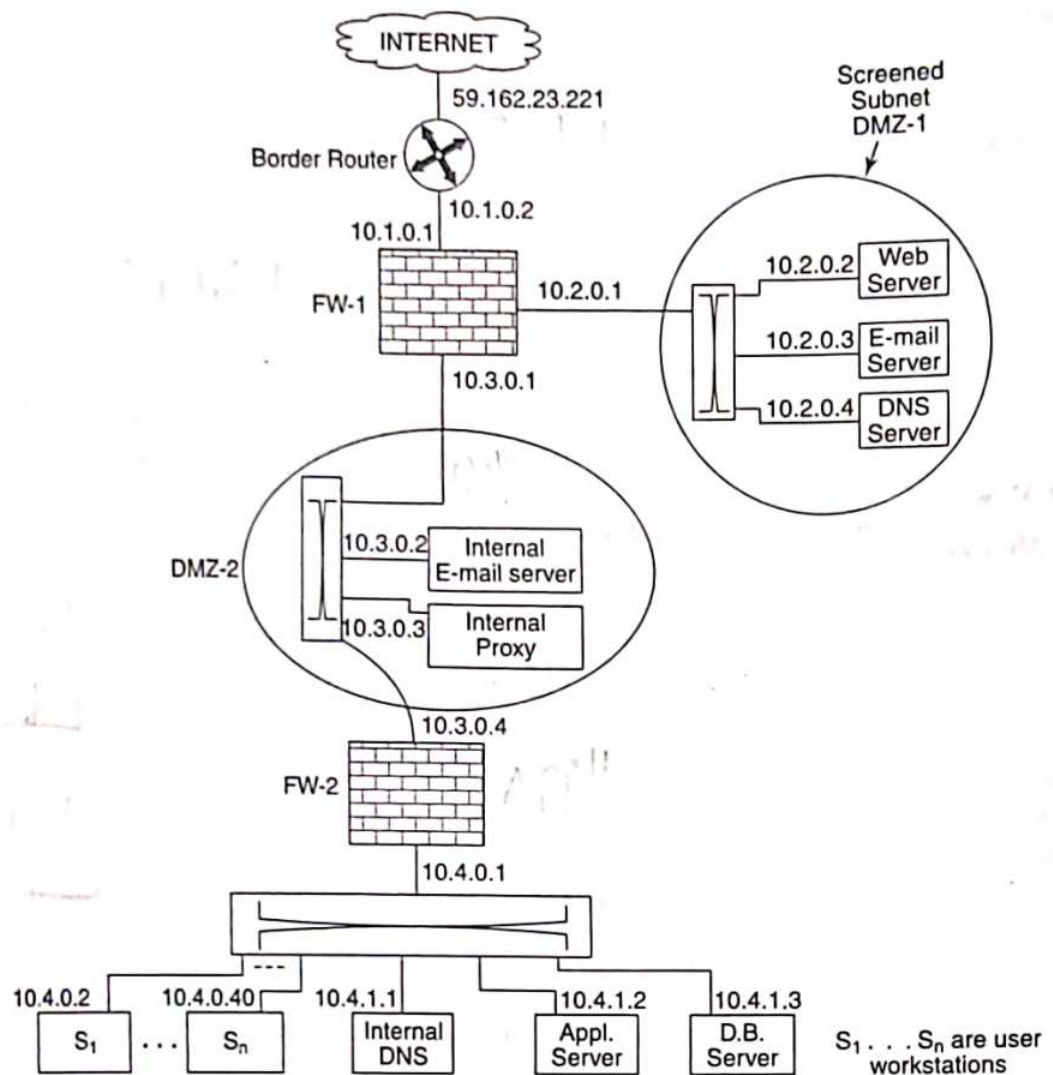 INTERNET
59.162.23.221
Screened
Subnet
DMZ-1
Border Router
10.1.0.2
10.1.0.1
FW-1
10.2.0.1
10.2.0.2
Web
Server
10.2.0.3
E-mail
Server
10.2.0.4
DNS
Server
10.3.0.1
DMZ-2
10.3.0.2
Internal
E-mail server
10.3.0.3
Internal
Proxy
10.3.0.4
FW-2
10.4.0.1
10.4.0.2
S1
. . .
10.4.0.40
Sn
10.4.1.1
Internal
DNS
10.4.1.2
Appl.
Server
10.4.1.3
D.B.
Server
S1 . . . Sn are user
workstations